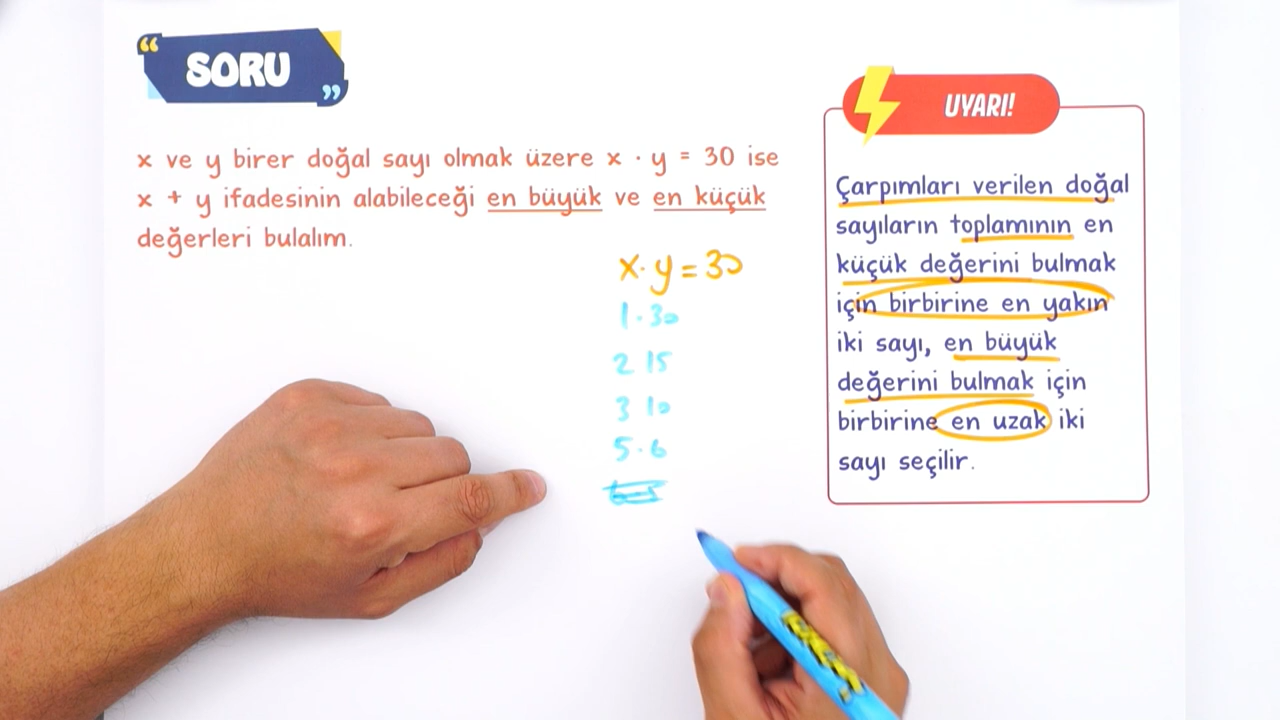 “ SORU ”
x ve y birer doğal sayı olmak üzere x · y = 30 ise
x + y ifadesinin alabileceği en büyük ve en küçük
değerleri bulalım.
x·y=30
1·30
2 15
3 10
5·6
UYARI!
Çarpımları verilen doğal
sayıların toplamının en
küçük değerini bulmak
için birbirine en yakın
iki sayı, en büyük
değerini bulmak için
birbirine en uzak iki
sayı seçilir.